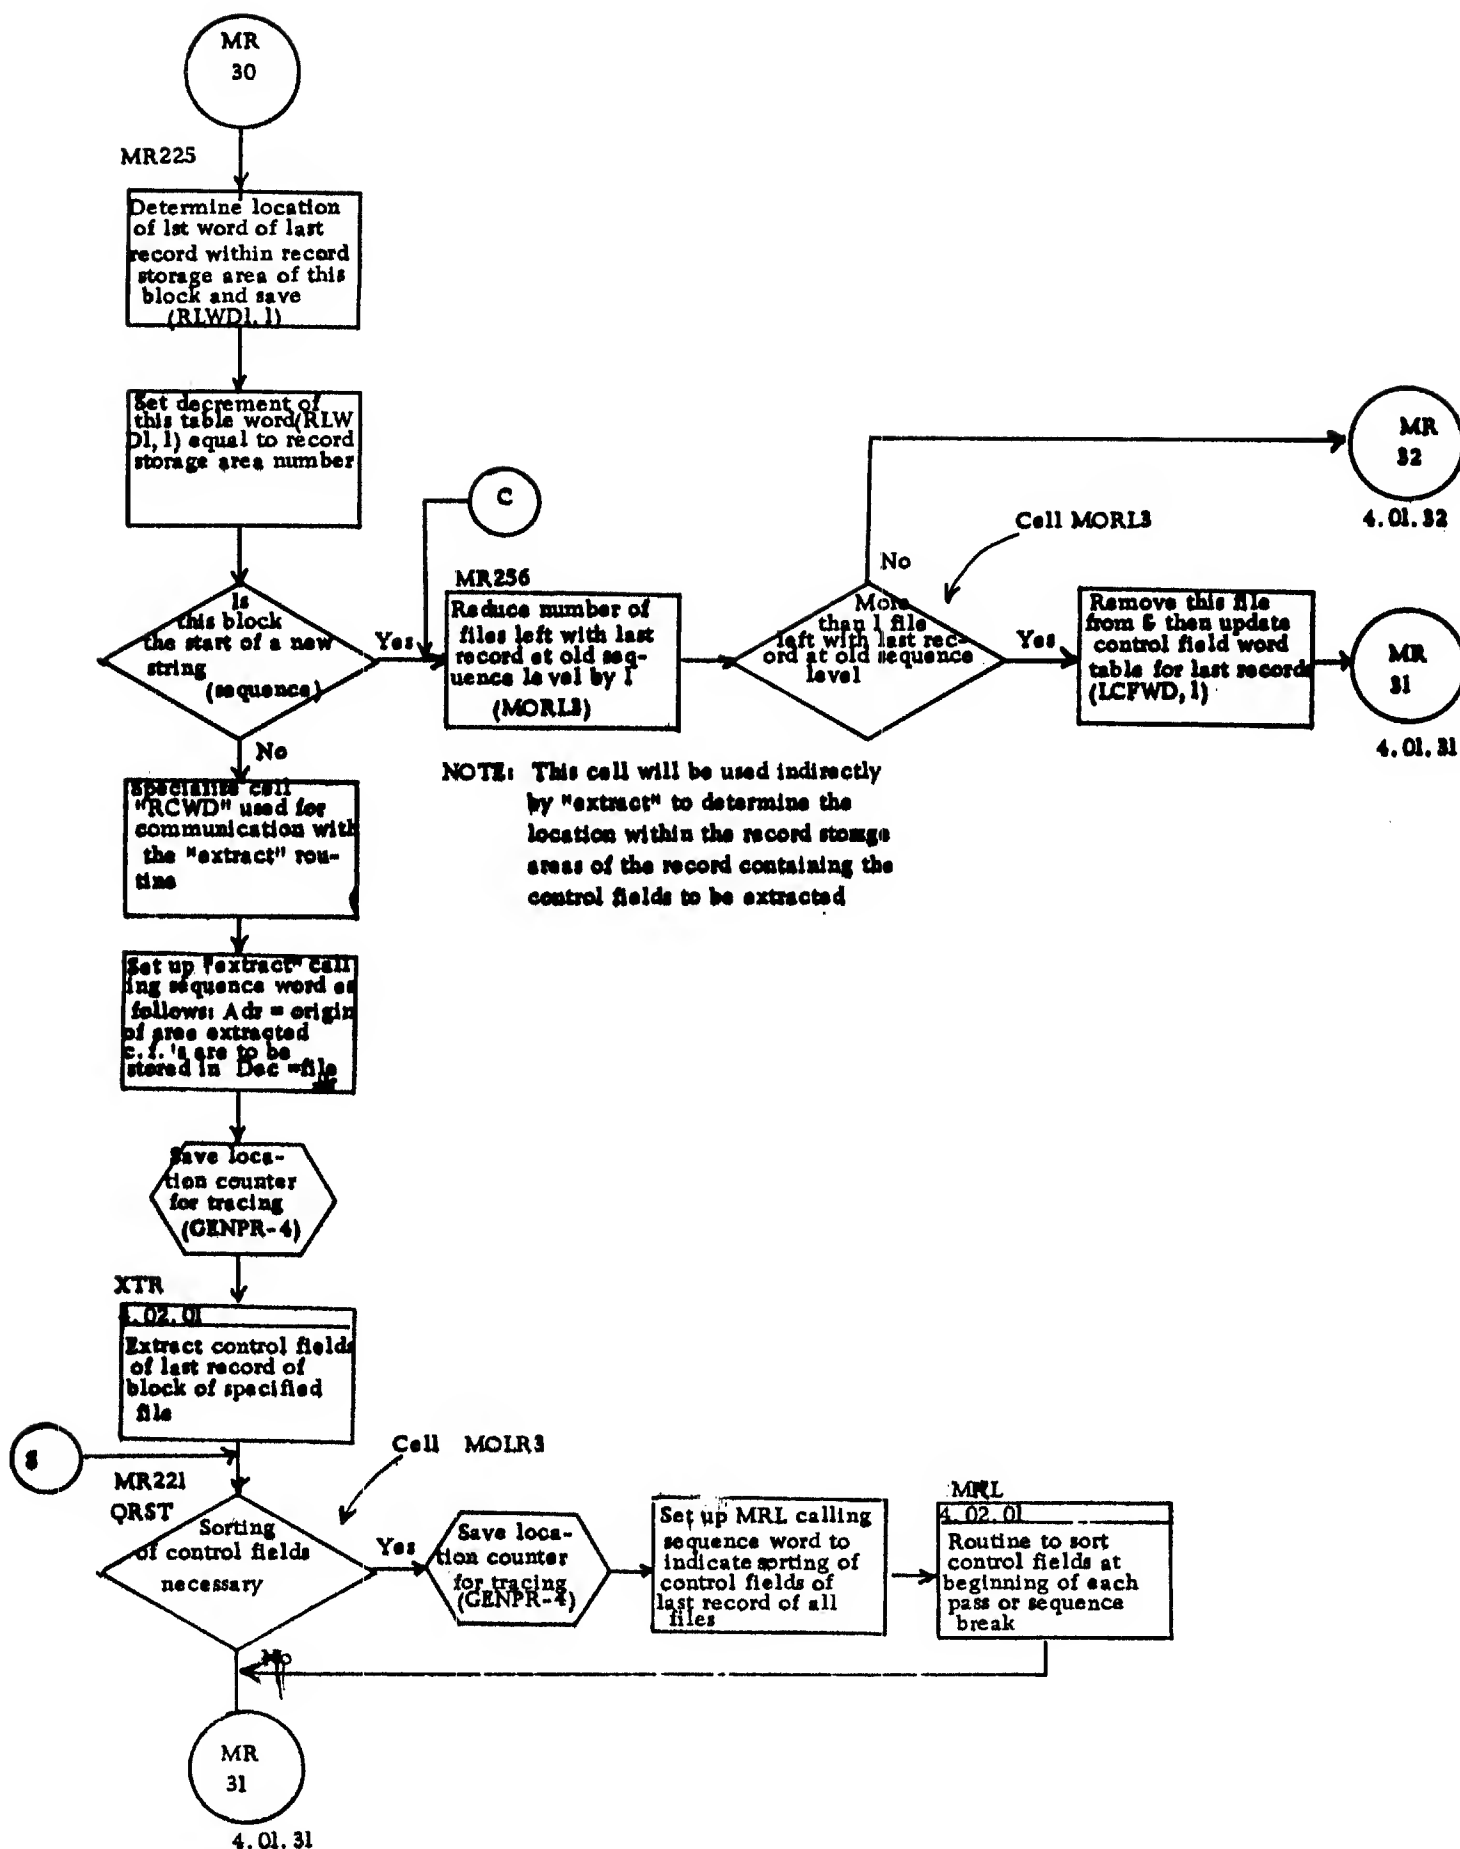 MR
30
MR225
Determine location
of 1st word of last
record within record
storage area of this
block and save
(RLWD1, 1)
Set decrement of
this table word(RLW
D1, 1) equal to record
storage area number
Is
this block
the start of a new
string
(sequence)
Yes
No
C
MR256
Reduce number of
files left with last
record at old seq-
uence level by 1
(MORL3)
More
than 1 file
left with last rec-
ord at old sequence
level
No
Yes
Cell MORL3
MR
32
4.01.32
Remove this file
from & then update
control field word
table for last records
(LCFWD, 1)
MR
31
4.01.31
NOTE: This cell will be used indirectly
by "extract" to determine the
location within the record storage
areas of the record containing the
control fields to be extracted
Specialize cell
"RCWD" used for
communication with
the "extract" rou-
tine
Set up "extract" call
ing sequence word as
follows: Adr = origin
of area extracted
c.f.'s are to be
stored in Dec =file
Save loca-
tion counter
for tracing
(GENPR-4)
XTR
4.02.01
Extract control fields
of last record of
block of specified
file
S
MR221
QRST
Cell MOLR3
Sorting
of control fields
necessary
Yes
Save loca-
tion counter
for tracing
(GENPR-4)
Set up MRL calling
sequence word to
indicate sorting of
control fields of
last record of all
files
MRL
4.02.01
Routine to sort
control fields at
beginning of each
pass or sequence
break
No
MR
31
4.01.31